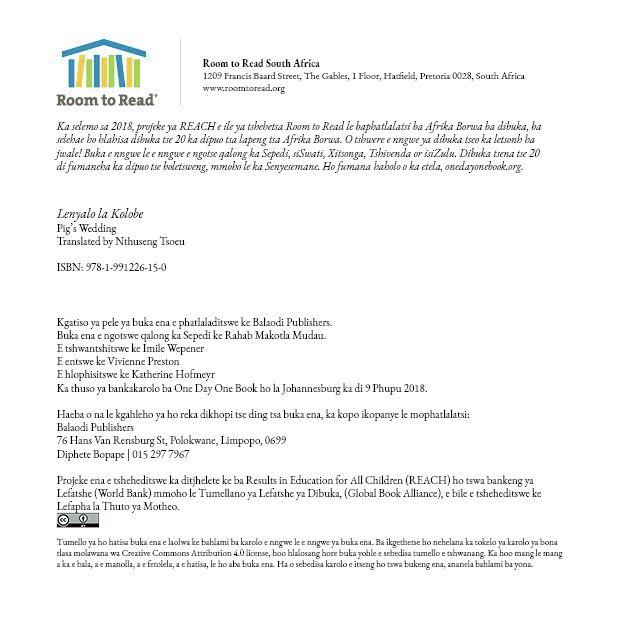 Room to Read®
Room to Read South Africa
1209 Francis Baard Street, The Gables, 1 Floor, Hatfield, Pretoria 0028, South Africa
www.roomtoread.org
Ka selemo sa 2018, projeke ya REACH e ile ya tshehetsa Room to Read le baphatlalatsi ba Afrika Borwa ba dibuka, ba
selehae ho hlahisa dibuka tse 20 ka dipuo tsa lapeng tsa Afrika Borwa. O tshwere e nngwe ya dibuka tseo ka letsonh ha
jwale! Buka e nngwe le e nngwe e ngotse qalong ka Sepedi, siSwati, Xitsonga, Tshivenda or isiZulu. Dibuka tsena tse 20
di fumaneha ka dipuo tse boletsweng, mmoho le ka Senyesemane. Ho fumana haholo o ka etela, onedayonebook.org.
Lenyalo la Kolobe
Pig's Wedding
Translated by Nthuseng Tsoeu
ISBN: 978-1-991226-15-0
Kgatiso ya pele ya buka ena e phatlaladitswe ke Balaodi Publishers.
Buka ena e ngotswe qalong ka Sepedi ke Rahab Makotla Mudau.
E tshwantshitswe ke Imile Wepener
E entswe ke Vivienne Preston
E hlophisitswe ke Katherine Hofmeyr
Ka thuso ya bankakarolo ba One Day One Book ho la Johannesburg ka di 9 Phupu 2018.
Haeba o na le kgahleho ya ho reka dikhopi tse ding tsa buka ena, ka kopo ikopanye le mophatlalatsi:
Balaodi Publishers
76 Hans Van Rensburg St, Polokwane, Limpopo, 0699
Diphete Bopape | 015 297 7967
Projeke ena e tsheheditswe ka ditjhelete ke ba Results in Education for All Children (REACH) ho tswa bankeng ya
Lefatshe (World Bank) mmoho le Tumellano ya Lefatshe ya Dibuka, (Global Book Alliance), e bile e tsheheditswe ke
Lefapha la Thuto ya Motheo.
cc
Tumello ya ho hatisa buka ena e laolwa ke bahlami ba karolo e nngwe le e nngwe ya buka ena. Ba ikgethetse ho nehelana ka tokelo ya karolo ya bona
tlasa molawana wa Creative Commons Attribution 4.0 license, hoo hlalosang hore buka yohle e sebedisa tumello e tshwanang. Ka hoo mang le mang
a ka e bala, a e manolla, a e fetolela, a e hatisa, le ho aba buka ena. Ha o sebedisa karolo e itseng ho tswa bukeng ena, ananela bahlami ba yona.